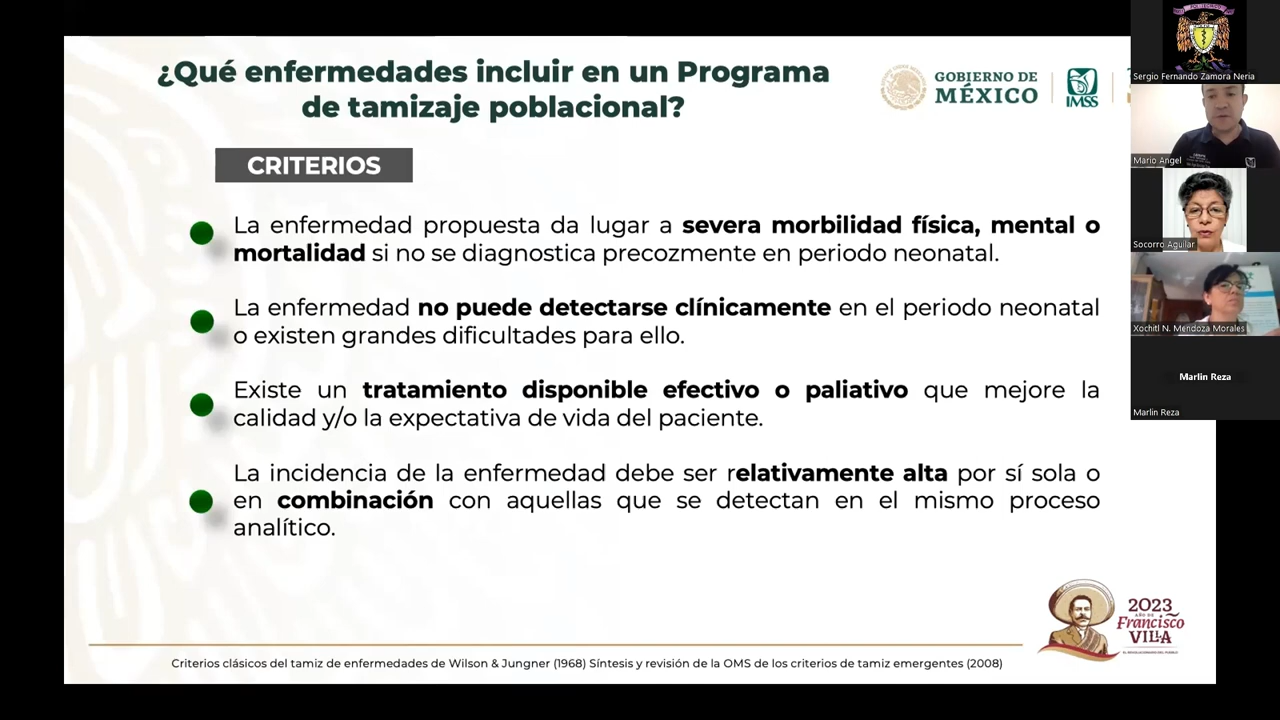 ¿Qué enfermedades incluir en un Programa
de tamizaje poblacional?
GOBIERNO DE
MÉXICO
IMSS
CRITERIOS
La enfermedad propuesta da lugar a severa morbilidad física, mental o
mortalidad si no se diagnostica precozmente en periodo neonatal.
La enfermedad no puede detectarse clínicamente en el periodo neonatal
o existen grandes dificultades para ello.
Existe un tratamiento disponible efectivo o paliativo que mejore la
calidad y/o la expectativa de vida del paciente.
La incidencia de la enfermedad debe ser relativamente alta por sí sola o
en combinación con aquellas que se detectan en el mismo proceso
analítico.
2023
AÑO DE
Francisco
VILLA
EL REVOLUCIONARIO DEL PUEBLO
Criterios clásicos del tamiz de enfermedades de Wilson & Jungner (1968) Síntesis y revisión de la OMS de los criterios de tamiz emergentes (2008)
Sergio Fernando Zamora Neria
Mario Angel
Socorro Aguilar
Xochitl N. Mendoza Morales
Marlin Reza
Marlin Reza